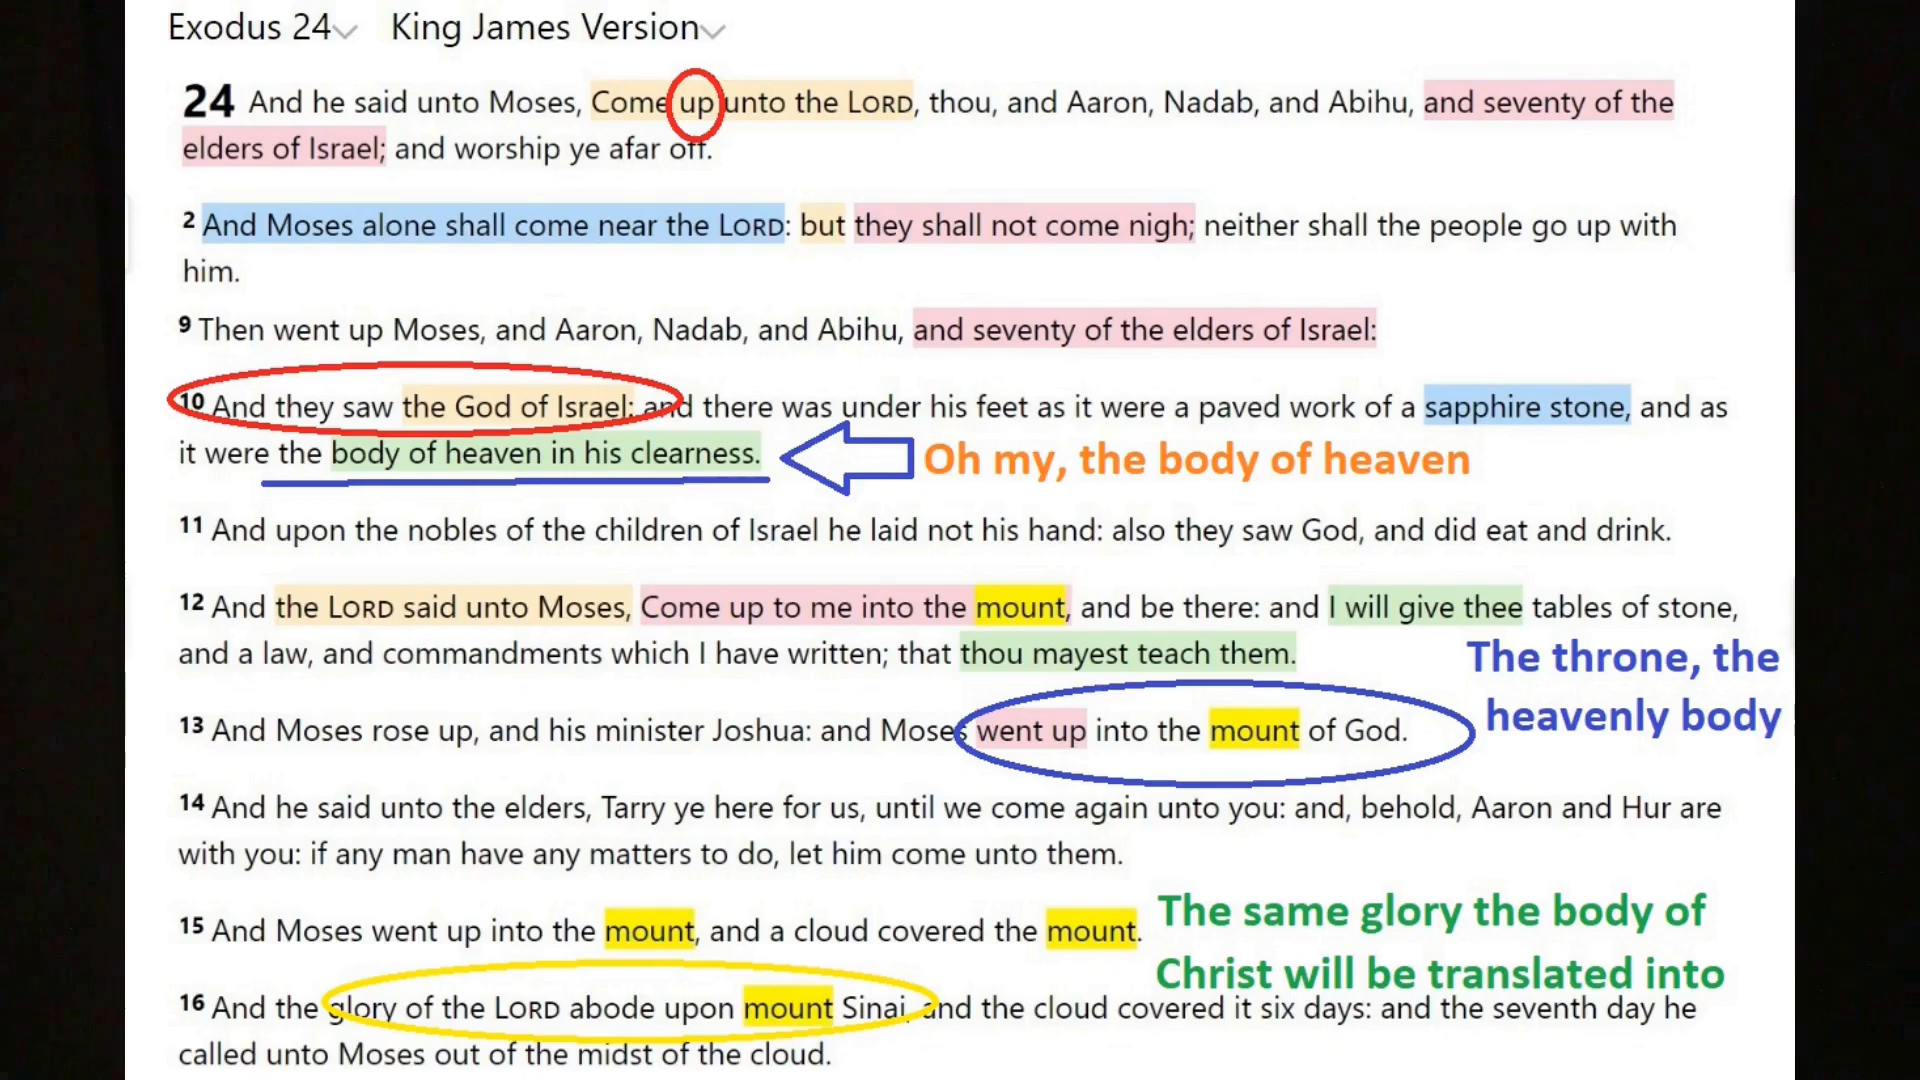 Exodus 24 King James Version
24 And he said unto Moses, Come up unto the LORD, thou, and Aaron, Nadab, and Abihu, and seventy of the
elders of Israel; and worship ye afar off.
2 And Moses alone shall come near the LORD: but they shall not come nigh; neither shall the people go up with
him.
9 Then went up Moses, and Aaron, Nadab, and Abihu, and seventy of the elders of Israel:
10 And they saw the God of Israel: and there was under his feet as it were a paved work of a sapphire stone, and as
it were the body of heaven in his clearness.
Oh my, the body of heaven
11 And upon the nobles of the children of Israel he laid not his hand: also they saw God, and did eat and drink.
12 And the LORD said unto Moses, Come up to me into the mount, and be there: and I will give thee tables of stone,
and a law, and commandments which I have written; that thou mayest teach them.
The throne, the
heavenly body
13 And Moses rose up, and his minister Joshua: and Moses went up into the mount of God.
14 And he said unto the elders, Tarry ye here for us, until we come again unto you: and, behold, Aaron and Hur are
with you: if any man have any matters to do, let him come unto them.
15 And Moses went up into the mount, and a cloud covered the mount.
The same glory the body of
Christ will be translated into
16 And the glory of the LORD abode upon mount Sinai, and the cloud covered it six days: and the seventh day he
called unto Moses out of the midst of the cloud.